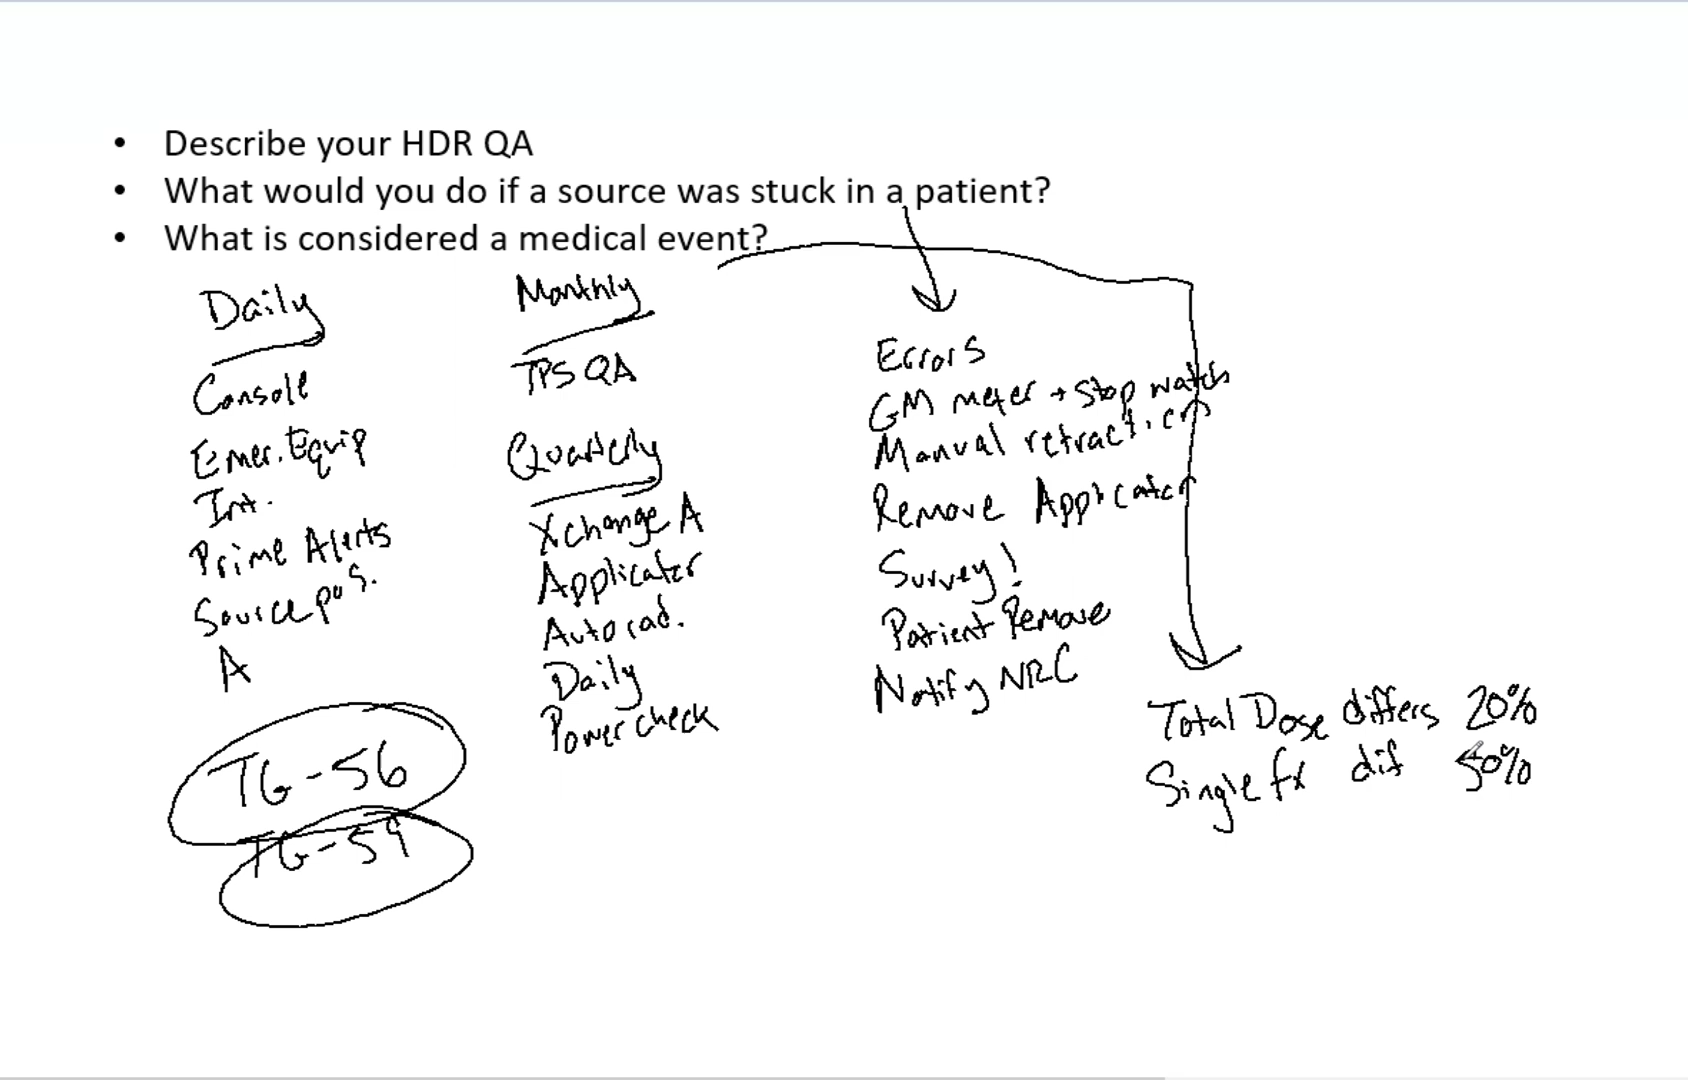 • Describe your HDR QA
• What would you do if a source was stuck in a patient?
• What is considered a medical event?
Daily
Console
Emer. Equip
Int.
Prime Alerts
Source pos.
A
TG-56
TG-59
Monthly
TPS QA
Quarterly
Xchange A
Applicator
Autorad.
Daily
Power check
Errors
GM meter + stop watch
Manual retraction
Remove Applicator
Survey!
Patient Remove
Notify NRC
Total Dose differs 20%
Single fx dif 50%